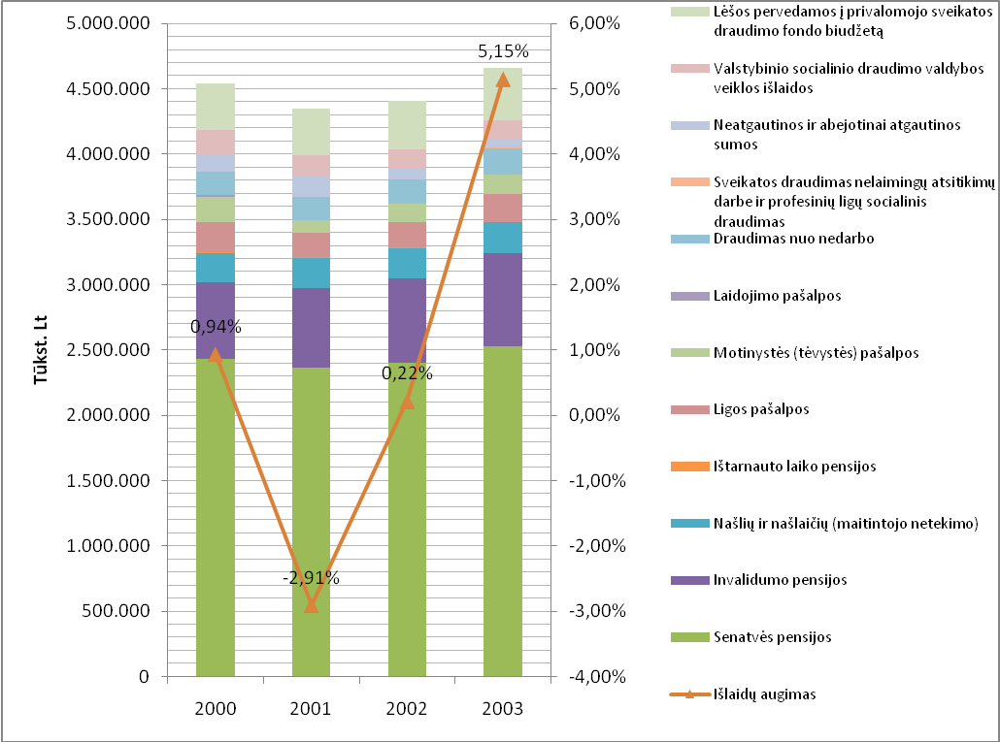 5.000.000
4.500.000
4.000.000
3.500.000
3.000.000
2.500.000
2.000.000
1.500.000
1.000.000
500.000
0
Tūkst. Lt
2000
2001
2002
2003
0,94%
-2,91%
0,22%
5,15%
6,00%
5,00%
4,00%
3,00%
2,00%
1,00%
0,00%
-1,00%
-2,00%
-3,00%
-4,00%
Lėšos pervedamos į privalomojo sveikatos
draudimo fondo biudžetą
Valstybinio socialinio draudimo valdybos
veiklos išlaidos
Neatgautinos ir abejotinai atgautinos
sumos
Sveikatos draudimas nelaimingų atsitikimų
darbe ir profesinių ligų socialinis
draudimas
Draudimas nuo nedarbo
Laidojimo pašalpos
Motinystės (tėvystės) pašalpos
Ligos pašalpos
Ištarnauto laiko pensijos
Našlių ir našlaičių (maitintojo netekimo)
Invalidumo pensijos
Senatvės pensijos
Išlaidų augimas